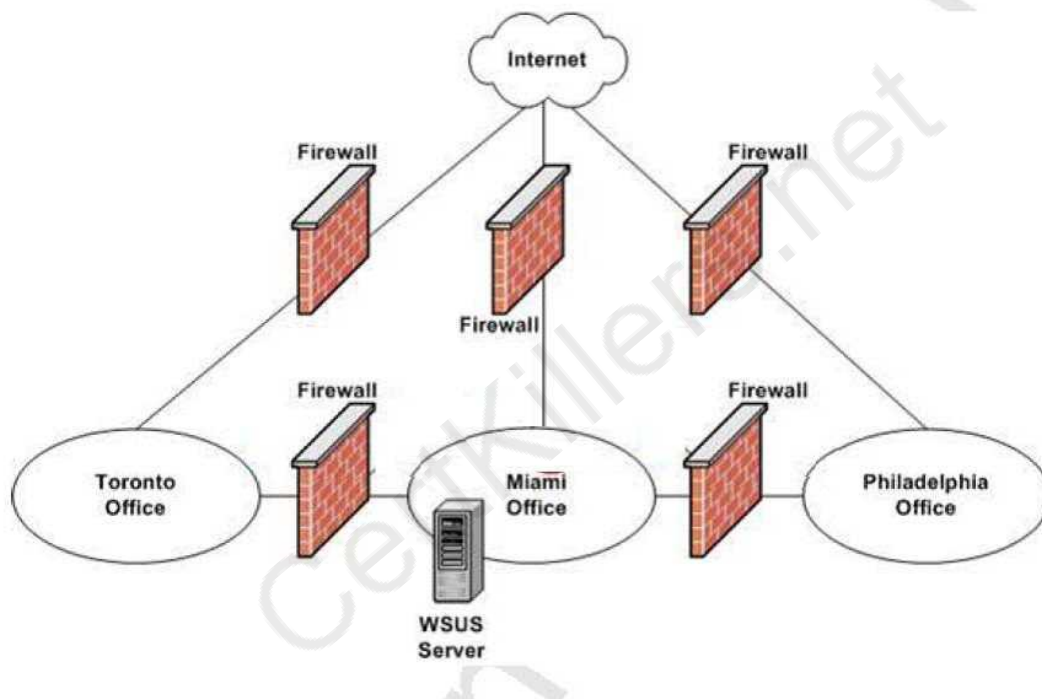 Internet
Firewall
Firewall
Firewall
Firewall
Firewall
Toronto
Office
Miami
Office
Philadelphia
Office
WSUS
Server
CertKillers.net